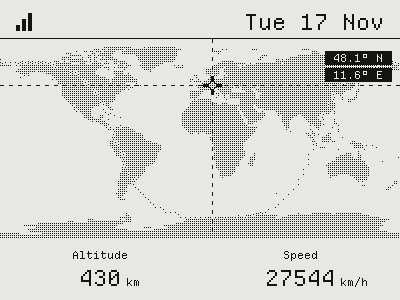 Tue 17 Nov
48.1° N
11.6° E
Altitude
430 km
Speed
27544 km/h